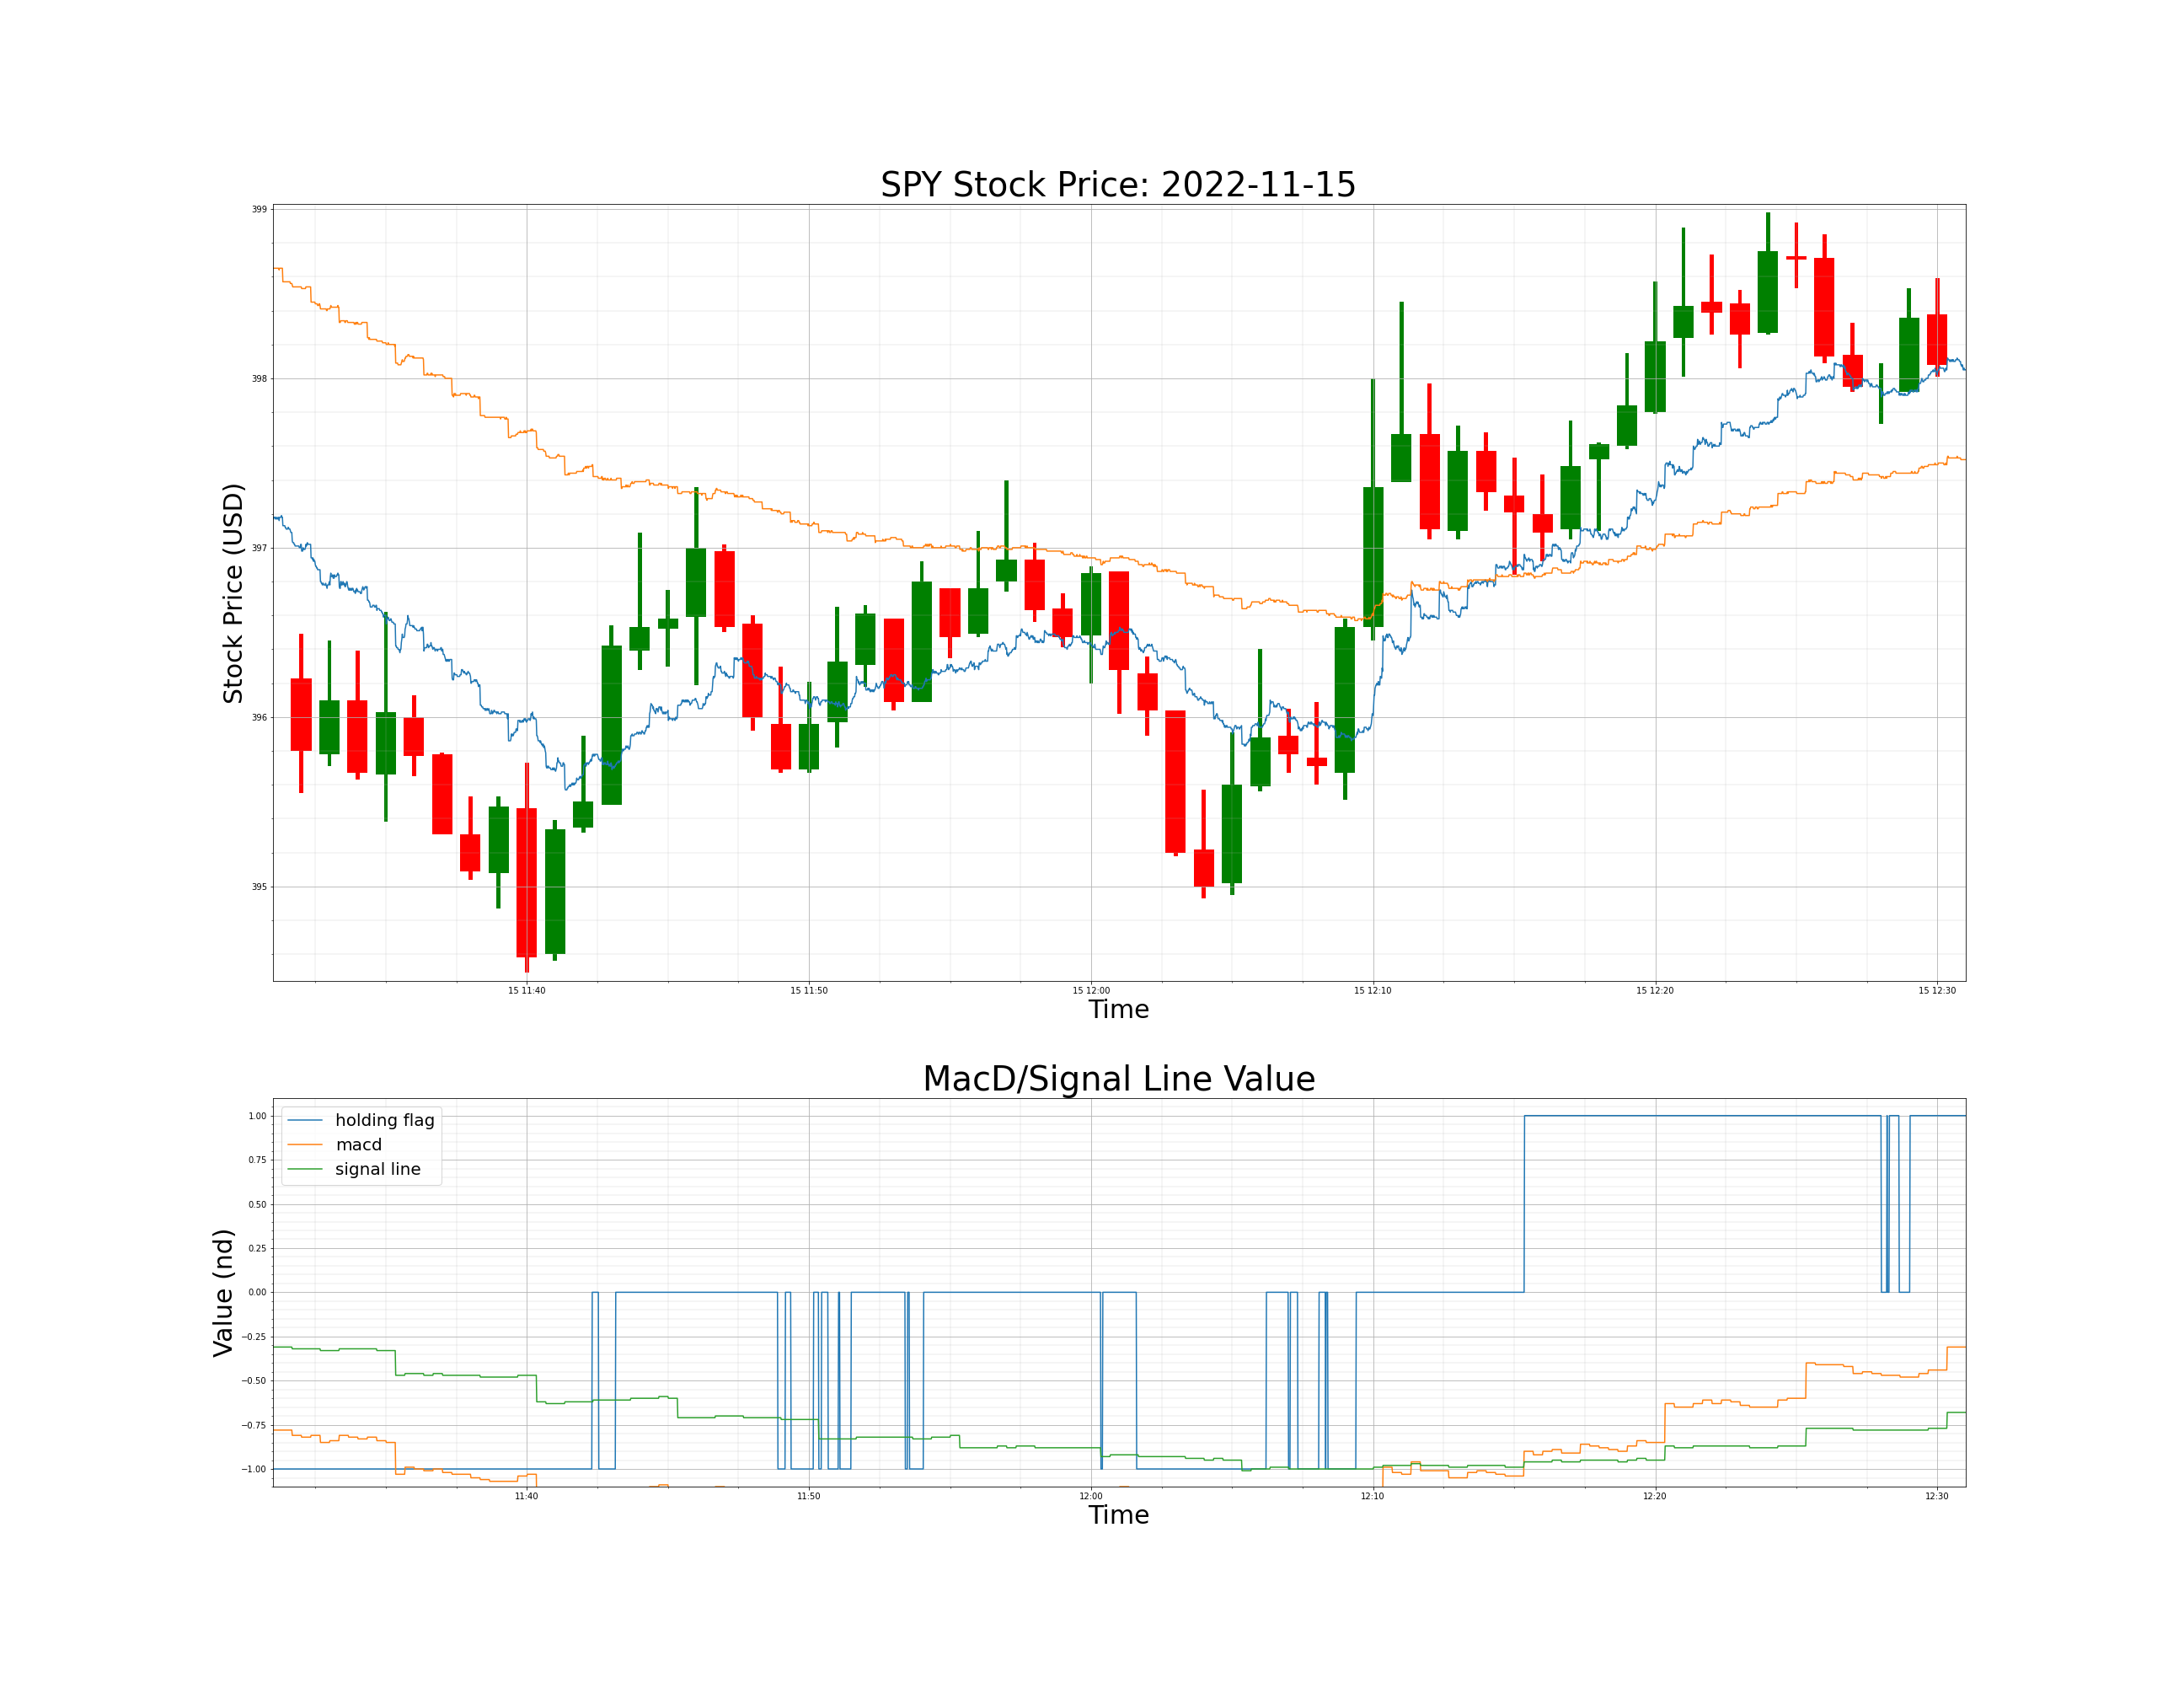 SPY Stock Price: 2022-11-15
Stock Price (USD)
399
398
397
396
395
15 11:40
15 11:50
15 12:00
15 12:10
15 12:20
15 12:30
Time
MacD/Signal Line Value
Value (nd)
1.00
0.75
0.50
0.25
0.00
−0.25
−0.50
−0.75
−1.00
holding flag
macd
signal line
11:40
11:50
12:00
12:10
12:20
12:30
Time